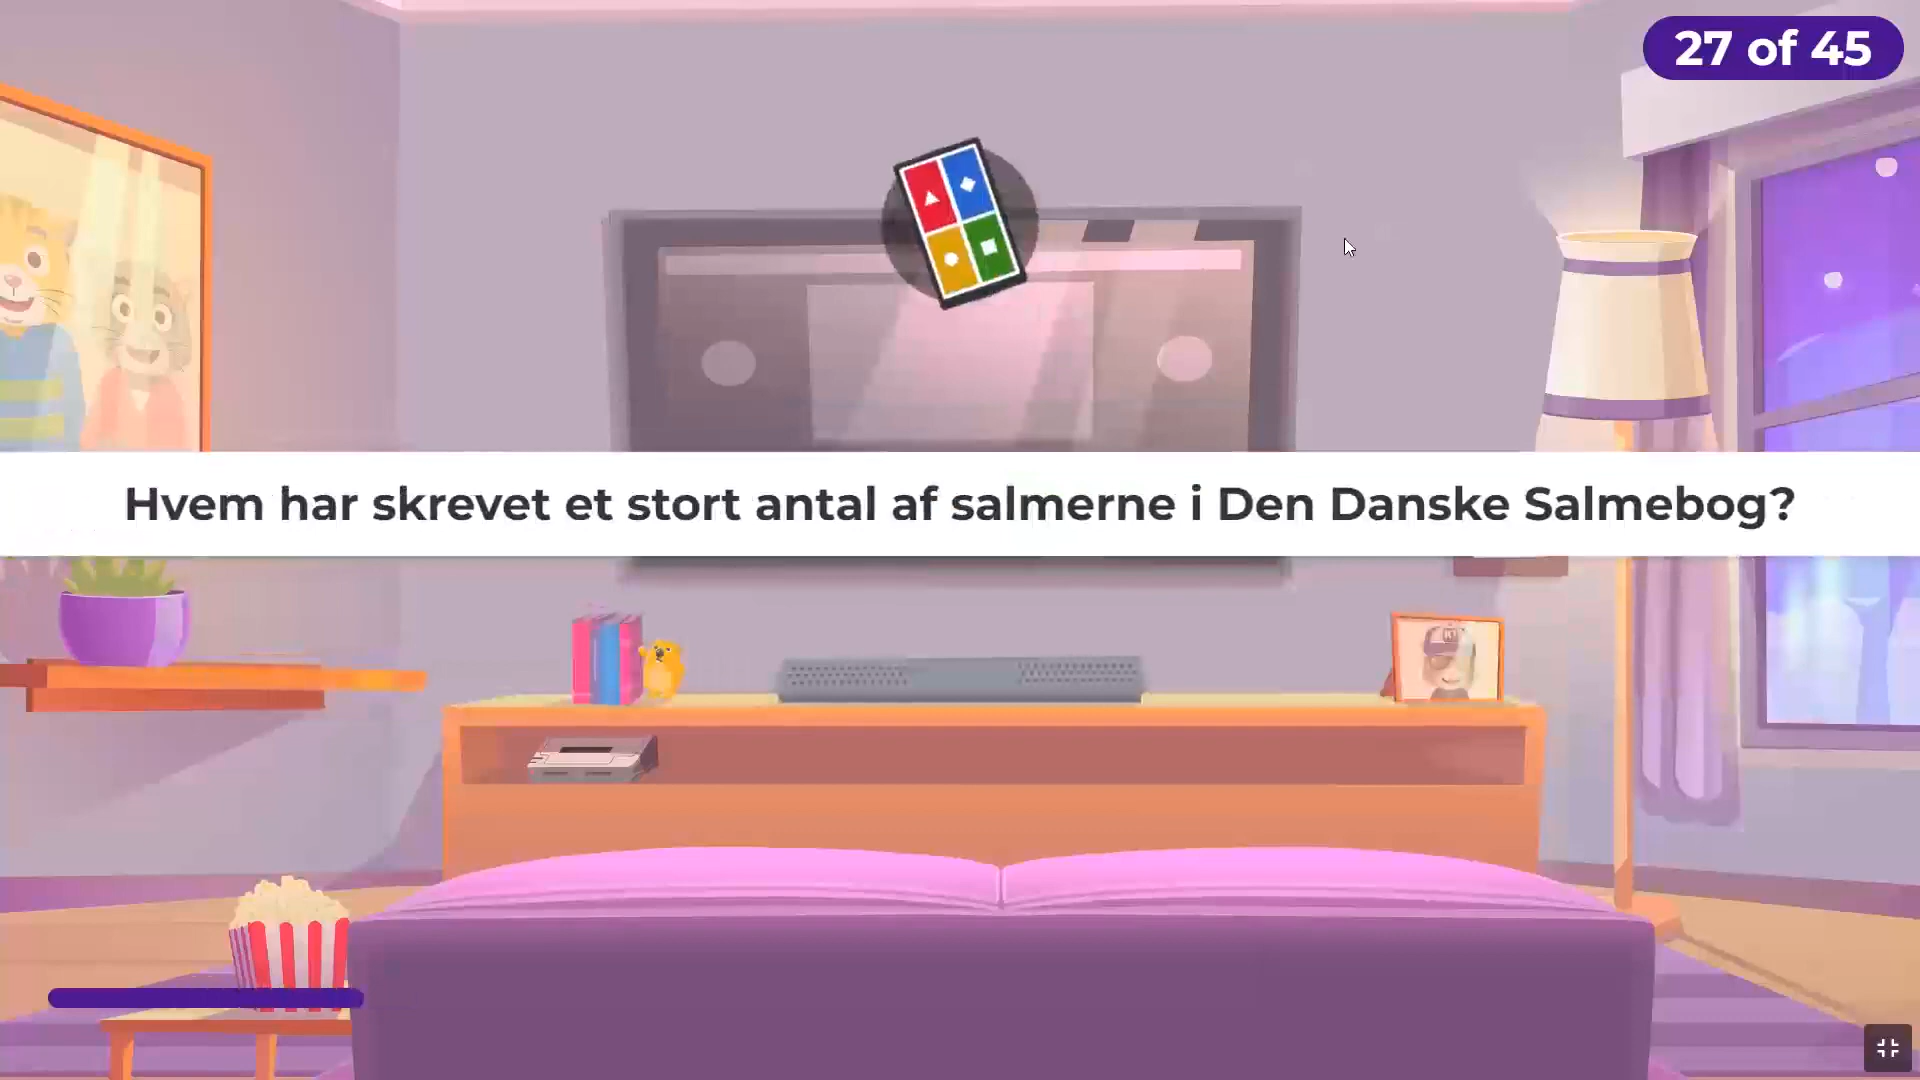 27 of 45
Hvem har skrevet et stort antal af salmerne i Den Danske Salmebog?